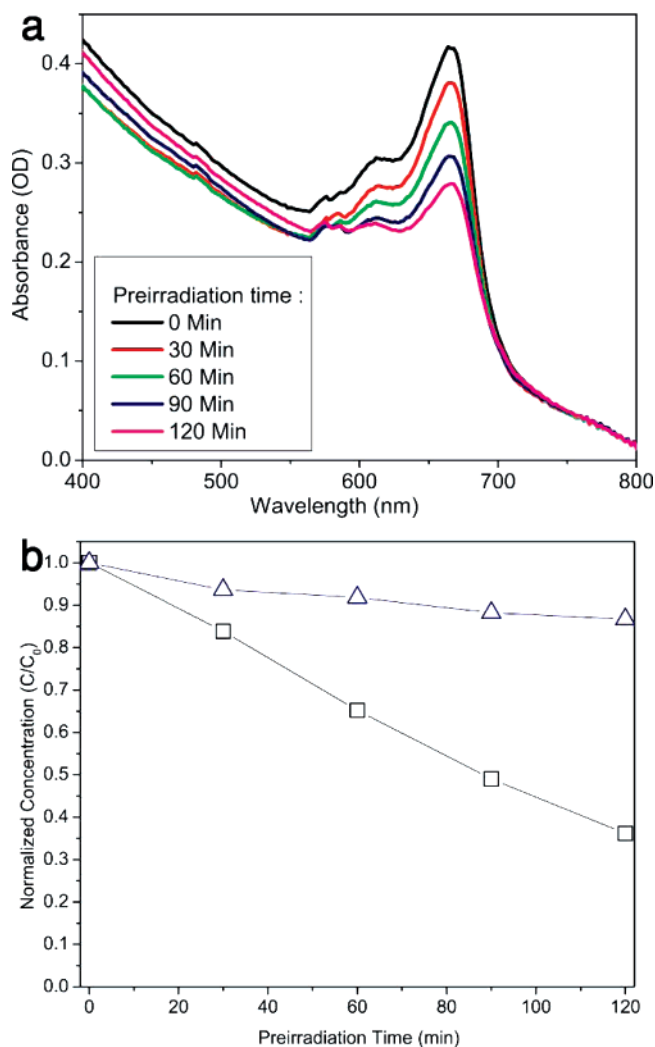 a
0.4
0.3
0.2
0.1
0.0
Absorbance (OD)
Preirradiation time :
0 Min
30 Min
60 Min
90 Min
120 Min
400 500 600 700 800
Wavelength (nm)
b
1.0
0.9
0.8
0.7
0.6
0.5
0.4
0.3
0.2
0.1
0.0
Normalized Concentration (C/C₀)
0 20 40 60 80 100 120
Preirradiation Time (min)